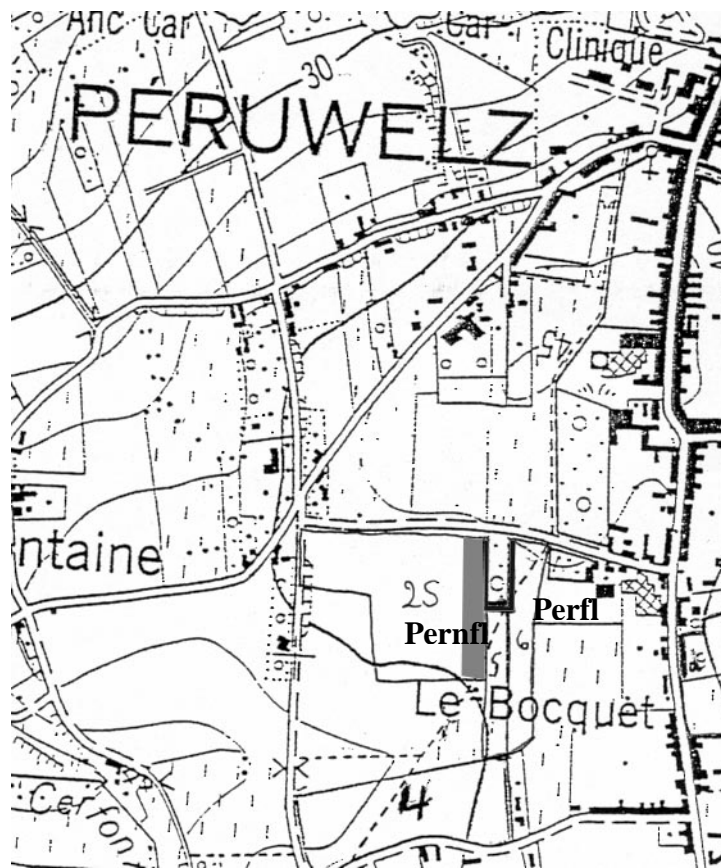 Anc Car
Car
Clinique
30
PÉRUWELZ
45
ntaine
25
Perfl
Pernfl
5
6
Le Bocquet
4
Cerfon